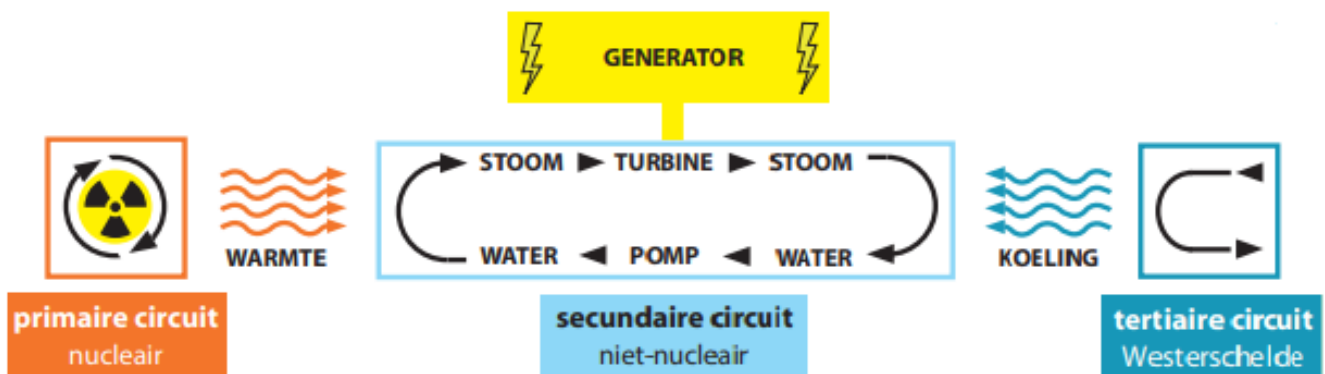 GENERATOR
STOOM TURBINE STOOM
WARMTE
WATER POMP WATER
KOELING
primaire circuit
nucleair
secundaire circuit
niet-nucleair
tertiaire circuit
Westerschelde